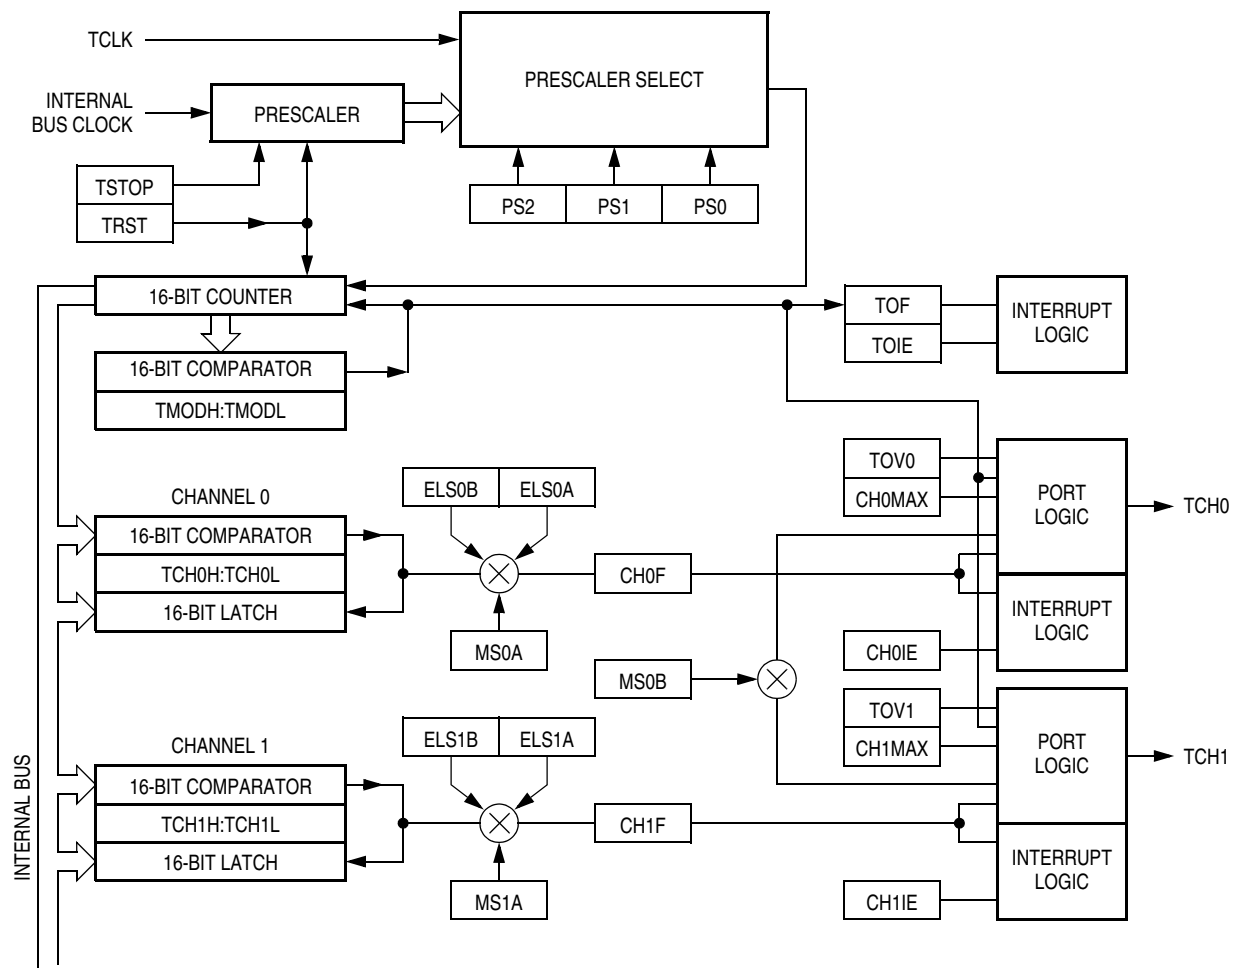 TCLK
PRESCALER SELECT
INTERNAL
BUS CLOCK
PRESCALER
TSTOP
TRST
PS2
PS1
PS0
16-BIT COUNTER
16-BIT COMPARATOR
TMODH:TMODL
TOF
TOIE
INTERRUPT
LOGIC
CHANNEL 0
16-BIT COMPARATOR
TCH0H:TCH0L
16-BIT LATCH
ELS0B
ELS0A
MS0A
CH0F
TOV0
CH0MAX
PORT
LOGIC
TCH0
INTERRUPT
LOGIC
CH0IE
MS0B
CHANNEL 1
16-BIT COMPARATOR
TCH1H:TCH1L
16-BIT LATCH
ELS1B
ELS1A
MS1A
CH1F
TOV1
CH1MAX
PORT
LOGIC
TCH1
INTERRUPT
LOGIC
CH1IE
INTERNAL BUS